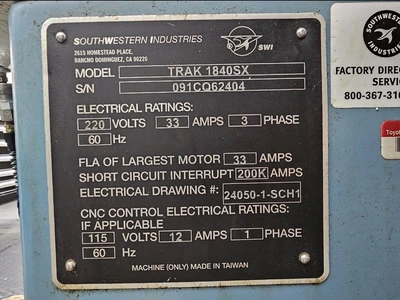 SOUTHWESTERN INDUSTRIES
2615 HOMESTEAD PLACE,
RANCHO DOMINGUEZ, CA 90220
SWI
MODEL TRAK 1840SX
S/N 091CQ62404
ELECTRICAL RATINGS:
220 VOLTS 33 AMPS 3 PHASE
60 Hz
FLA OF LARGEST MOTOR 33 AMPS
SHORT CIRCUIT INTERRUPT 200K AMPS
ELECTRICAL DRAWING #: 24050-1-SCH1
CNC CONTROL ELECTRICAL RATINGS:
IF APPLICABLE
115 VOLTS 12 AMPS 1 PHASE
60 Hz
MACHINE (ONLY) MADE IN TAIWAN
SOUTHWESTERN
INDUSTRIES
FACTORY DIREC
SERVIC
800-367-31
Toyo